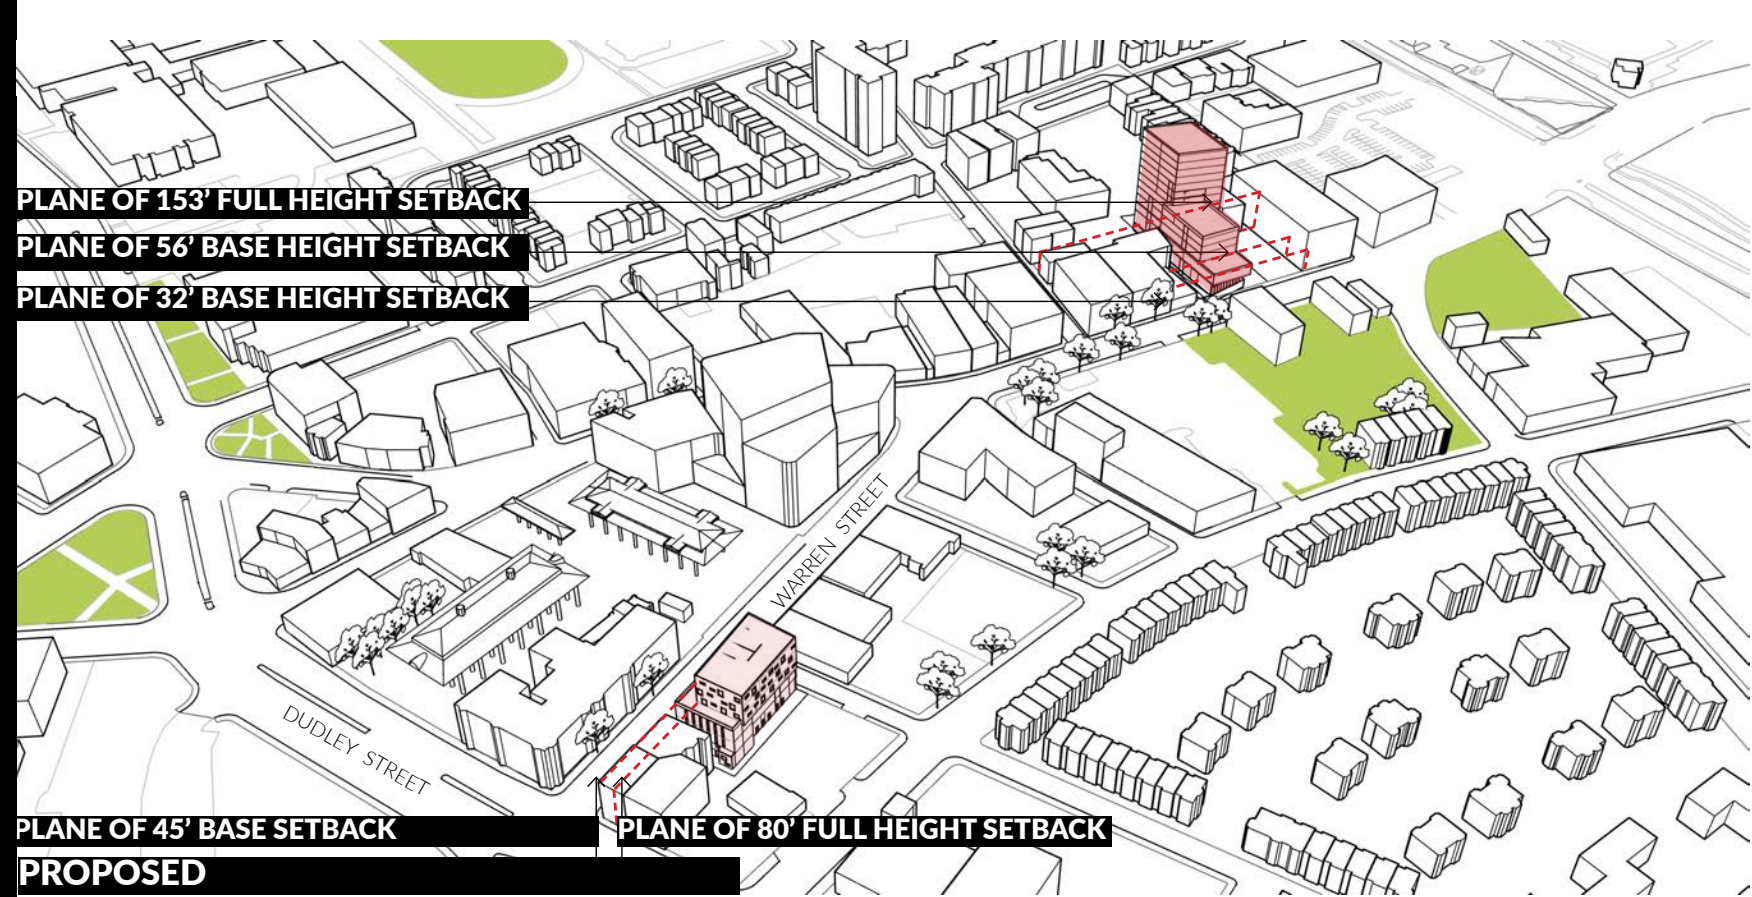 PLANE OF 153’ FULL HEIGHT SETBACK
PLANE OF 56’ BASE HEIGHT SETBACK
PLANE OF 32’ BASE HEIGHT SETBACK
WARREN STREET
DUDLEY STREET
PLANE OF 45’ BASE SETBACK
PLANE OF 80’ FULL HEIGHT SETBACK
PROPOSED